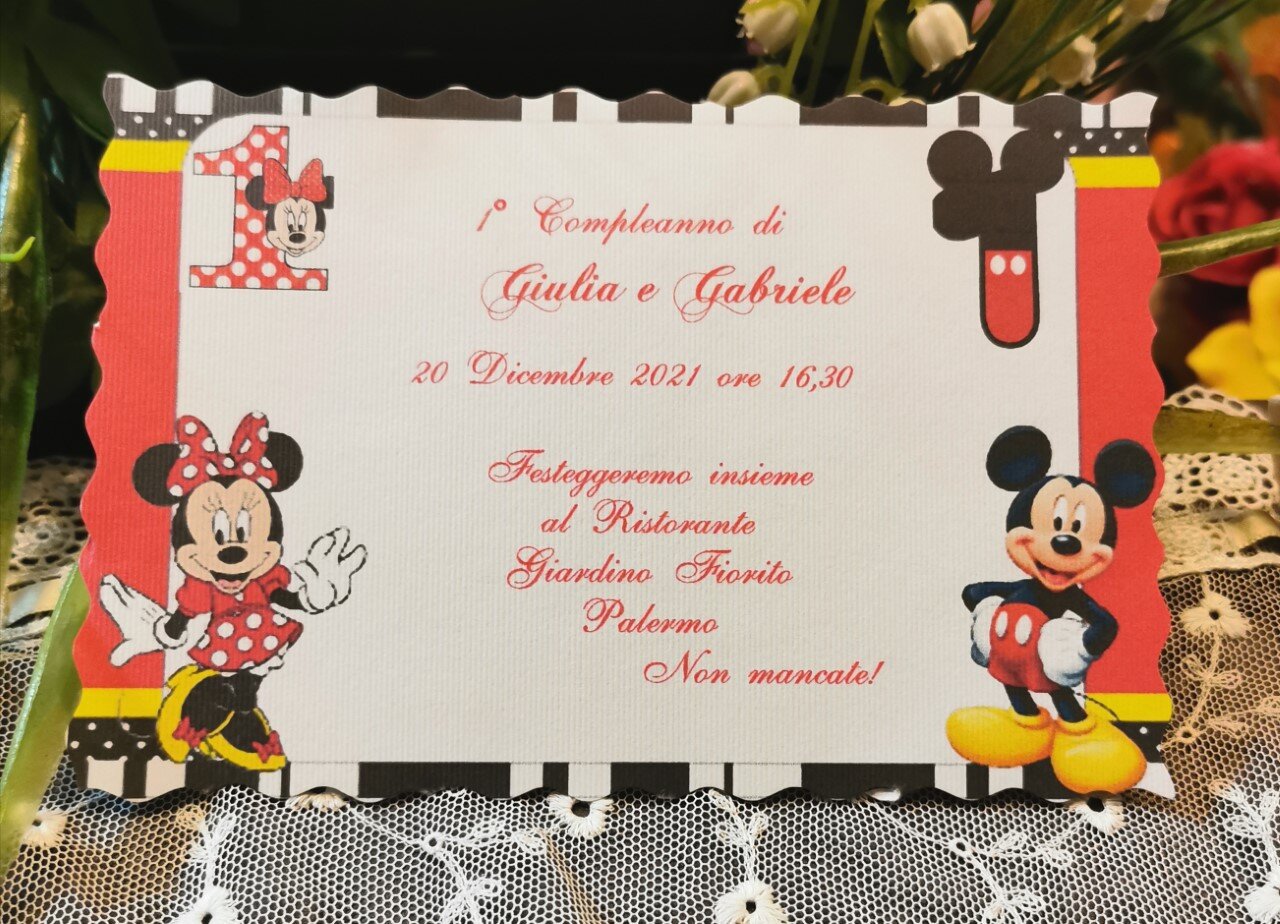 1° Compleanno di
Giulia e Gabriele
20 Dicembre 2021 ore 16,30
Festeggeremo insieme
al Ristorante
Giardino Fiorito
Palermo
Non mancate!